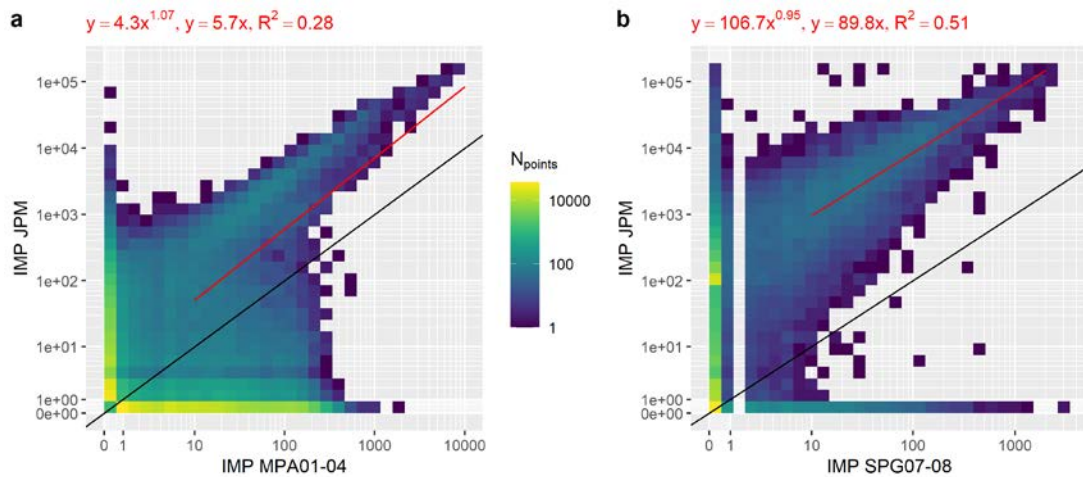 a
y = 4.3x^1.07, y = 5.7x, R² = 0.28
IMP JPM
1e+05
1e+04
1e+03
1e+02
1e+01
1e+00
0e+00
0 1 10 100 1000 10000
IMP MPA01-04
N_points
10000
100
1
b
y = 106.7x^0.95, y = 89.8x, R² = 0.51
IMP JPM
1e+05
1e+04
1e+03
1e+02
1e+01
1e+00
0e+00
0 1 10 100 1000
IMP SPG07-08